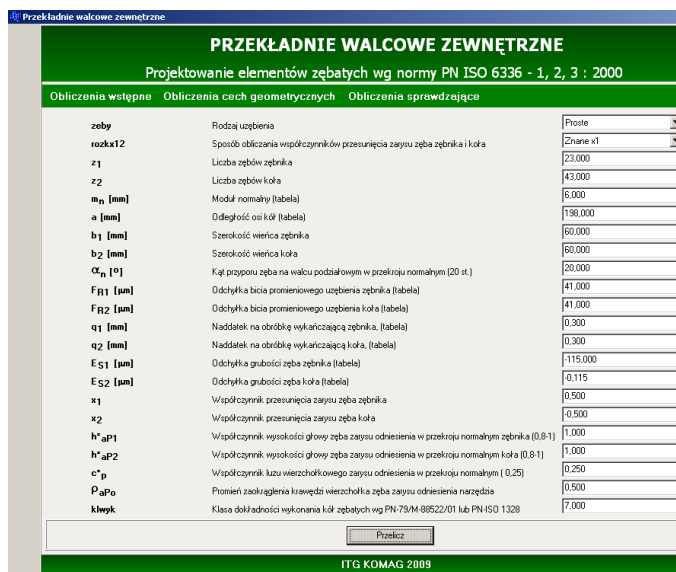 Przekładnie walcowe zewnętrzne
PRZEKŁADNIE WALCOWE ZEWNĘTRZNE
Projektowanie elementów zębatych wg normy PN ISO 6336 - 1, 2, 3 : 2000
Obliczenia wstępne Obliczenia cech geometrycznych Obliczenia sprawdzające
zeby Rodzaj uzębienia Proste
rozkx12 Sposób obliczania współczynników przesunięcia zarysu zęba zębnika i koła Znane x1
z1 Liczba zębów zębnika 23,000
z2 Liczba zębów koła 43,000
mn [mm] Moduł normalny (tabela) 6,000
a [mm] Odległość osi kół (tabela) 198,000
b1 [mm] Szerokość wieńca zębnika 60,000
b2 [mm] Szerokość wieńca koła 60,000
αn [º] Kąt przyporu zęba na walcu podziałowym w przekroju normalnym (20 st.) 20,000
FR1 [µm] Odchyłka bicia promieniowego uzębienia zębnika (tabela) 41,000
FR2 [µm] Odchyłka bicia promieniowego uzębienia koła (tabela) 41,000
q1 [mm] Naddatek na obróbkę wykańczającą zębnika, (tabela) 0,300
q2 [mm] Naddatek na obróbkę wykańczającą koła, (tabela) 0,300
ES1 [µm] Odchyłka grubości zęba zębnika (tabela) -115,000
ES2 [µm] Odchyłka grubości zęba koła (tabela) -0,115
x1 Współczynnik przesunięcia zarysu zęba zębnika 0,500
x2 Współczynnik przesunięcia zarysu zęba koła -0,500
h*aP1 Współczynnik wysokości głowy zęba zarysu odniesienia w przekroju normalnym zębnika (0,8-1) 1,000
h*aP2 Współczynnik wysokości głowy zęba zarysu odniesienia w przekroju normalnym koła (0,8-1) 1,000
c*p Współczynnik luzu wierzchołkowego zarysu odniesienia w przekroju normalnym ( 0,25) 0,250
ρaPo Promień zaokrąglenia krawędzi wierzchołka zęba zarysu odniesienia narzędzia 0,500
klwyk Klasa dokładności wykonania kół zębatych wg PN-79/M-88522/01 lub PN-ISO 1328 7,000
Przelicz
ITG KOMAG 2009